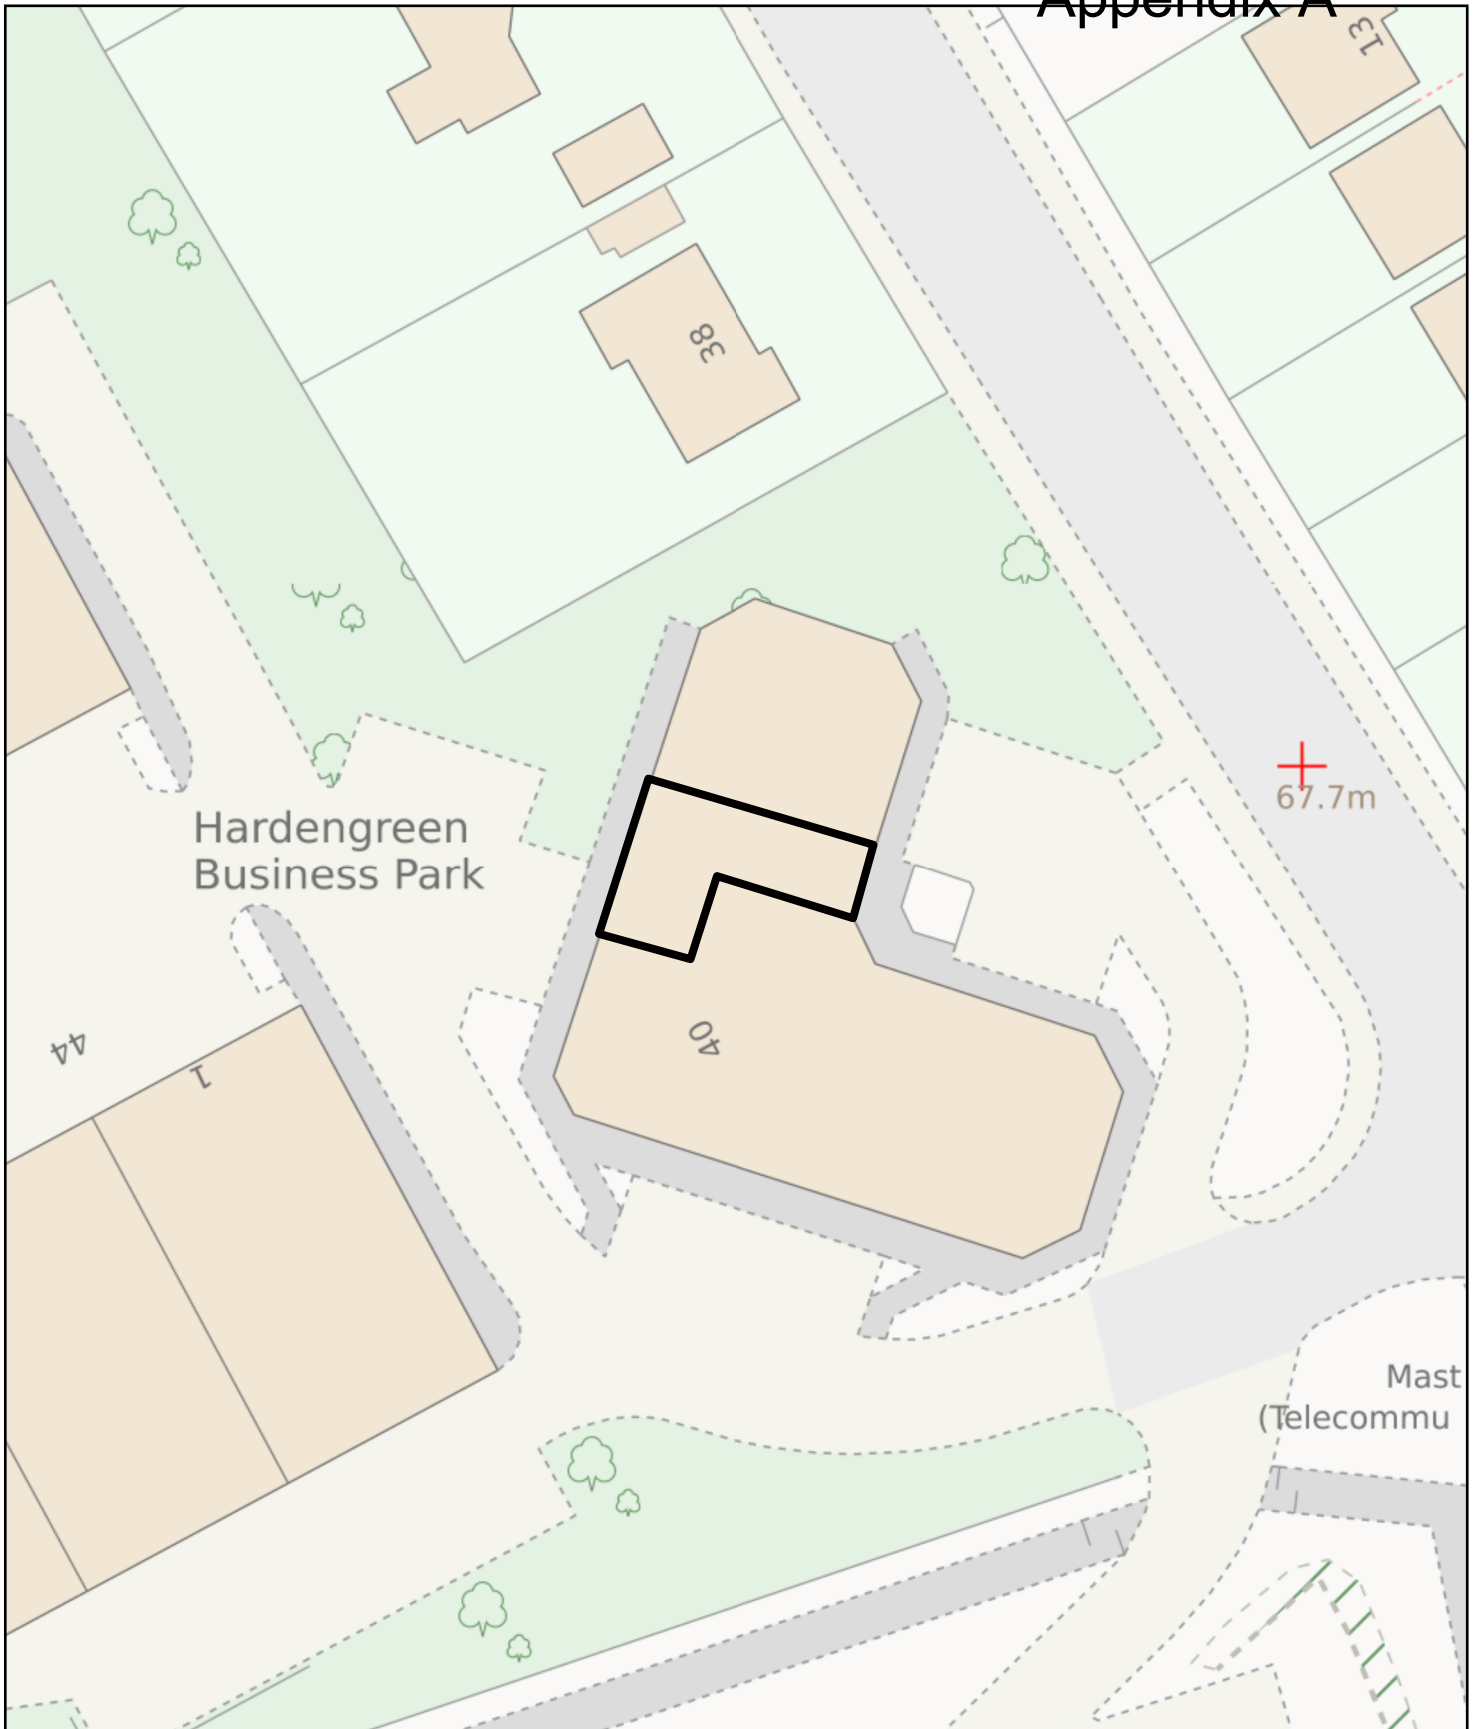 Appendix A
13
38
67.7m
Hardengreen
Business Park
40
44
1
Mast
(Telecommu